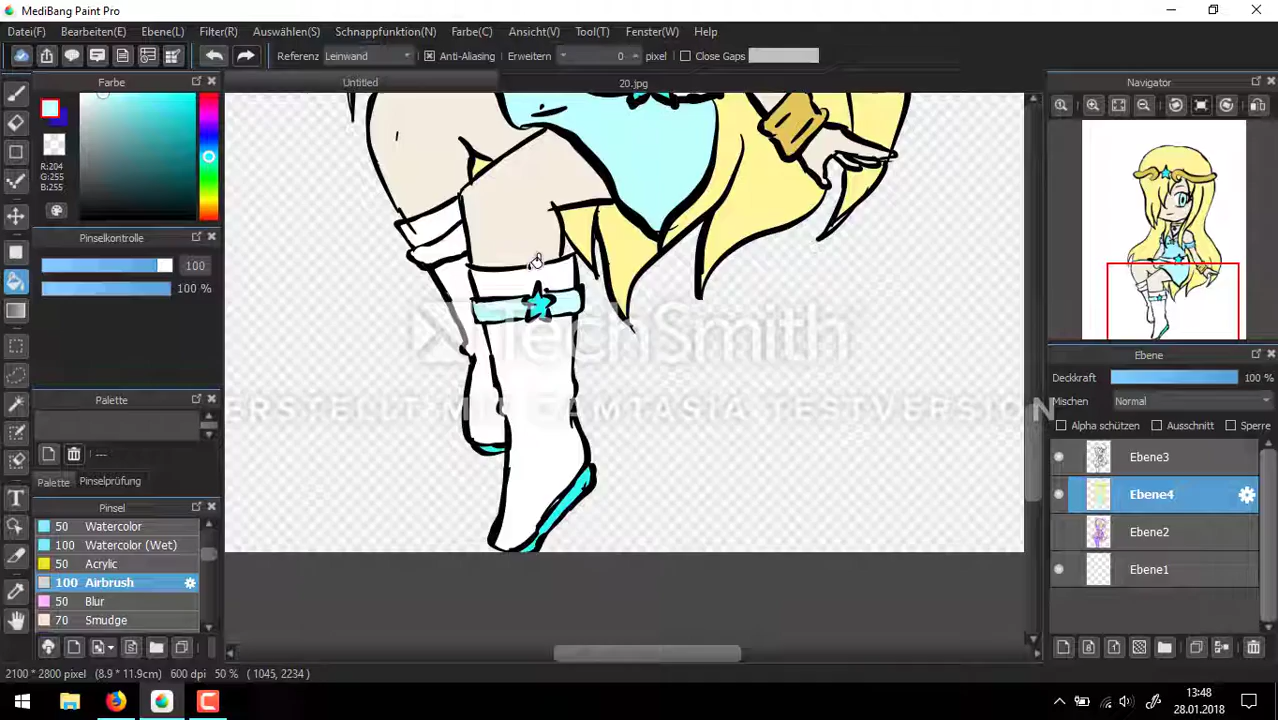 MediBang Paint Pro
Datei(F) Bearbeiten(E) Ebene(L) Filter(R) Auswählen(S) Schnappfunktion(N) Farbe(C) Ansicht(V) Tool(T) Fenster(W) Help
Referenz Leinwand Anti-Aliasing Erweitern 0 pixel Close Gaps
Farbe Untitled 20.jpg Navigator
R:204
G:255
B:255
Pinselkontrolle
100
100 %
TechSmith
Ebene
Deckkraft 100 %
Mischen Normal
Alpha schützen Ausschnitt Sperre
Palette
---
Palette Pinselprüfung
Pinsel
50 Watercolor
100 Watercolor (Wet)
50 Acrylic
100 Airbrush
50 Blur
70 Smudge
Ebene3
Ebene4
Ebene2
Ebene1
2100 * 2800 pixel (8.9 * 11.9cm) 600 dpi 50 % ( 1045, 2234 )
13:48
28.01.2018